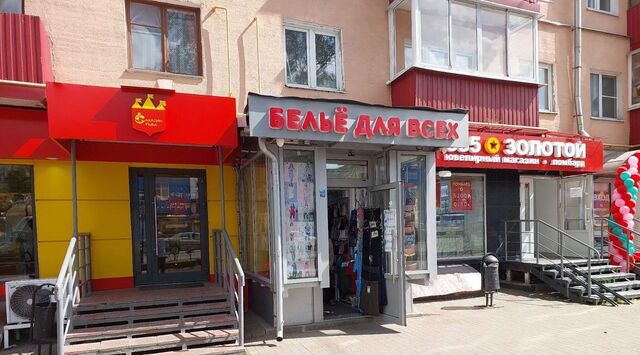 БЕЛЬЁ ДЛЯ ВСЕХ
585 ЗОЛОТОЙ
ювелирный магазин + ломбард